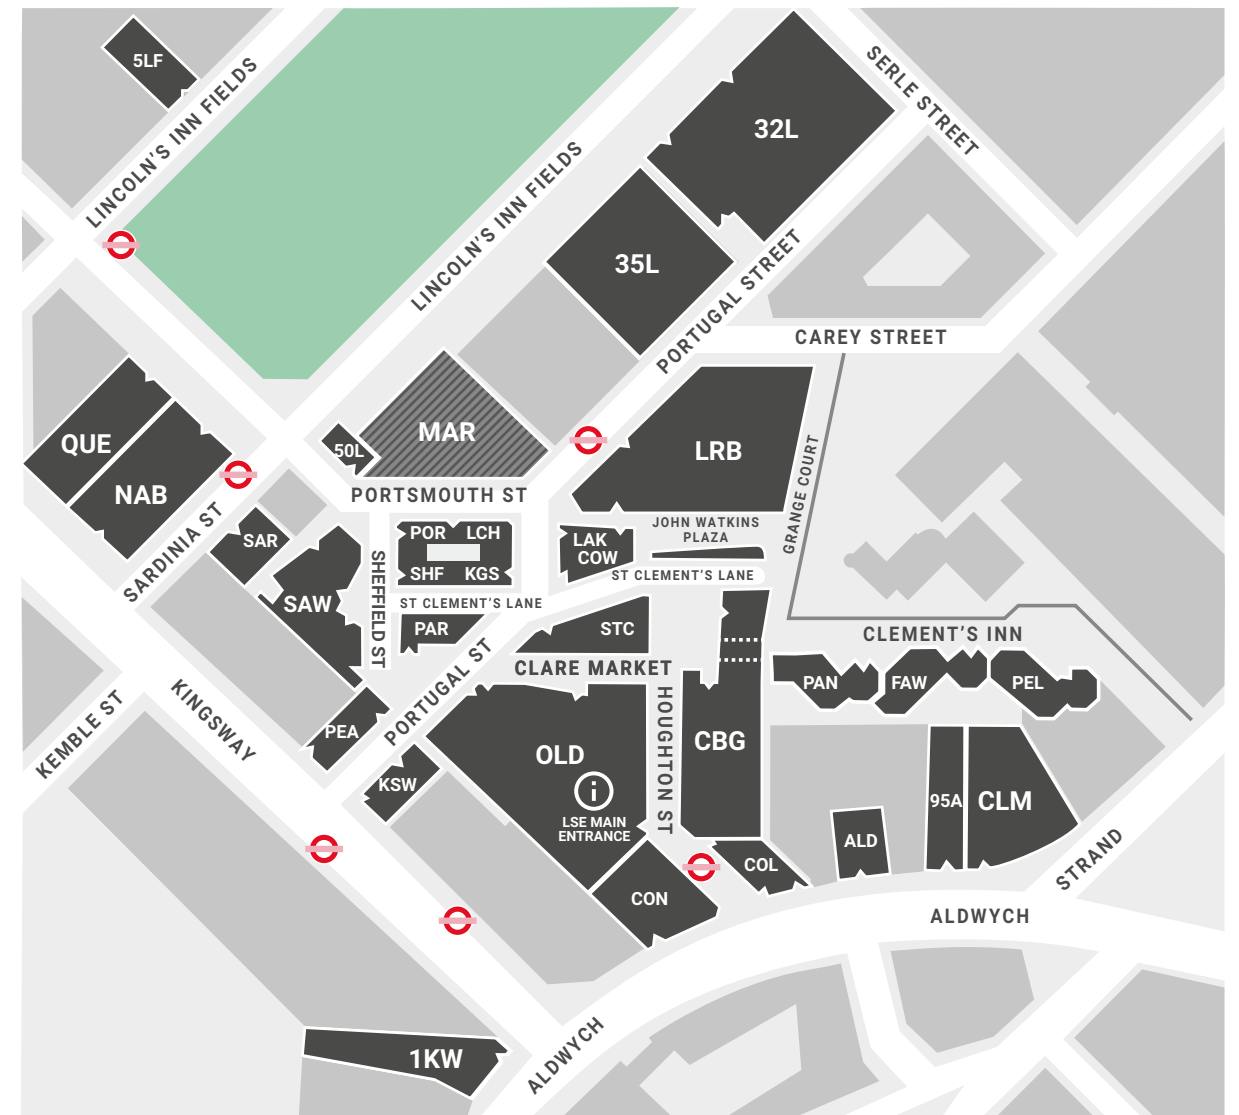 5LF
LINCOLN'S INN FIELDS
LINCOLN'S INN FIELDS
SERLE STREET
32L
35L
PORTUGAL STREET
CAREY STREET
QUE
NAB
SARDINIA ST
50L
MAR
PORTSMOUTH ST
LRB
GRANGE COURT
SAR
SAW
SHEFFIELD ST
POR LCH
SHF KGS
LAK
COW
JOHN WATKINS
PLAZA
ST CLEMENT'S LANE
ST CLEMENT'S LANE
PAR
STC
CLARE MARKET
CLEMENT'S INN
PAN
FAW
PEL
KEMBLE ST
KINGSWAY
PEA
PORTUGAL ST
KSW
OLD
i
LSE MAIN
ENTRANCE
HOUGHTON ST
CBG
95A
CLM
ALD
COL
CON
STRAND
ALDWYCH
ALDWYCH
1KW